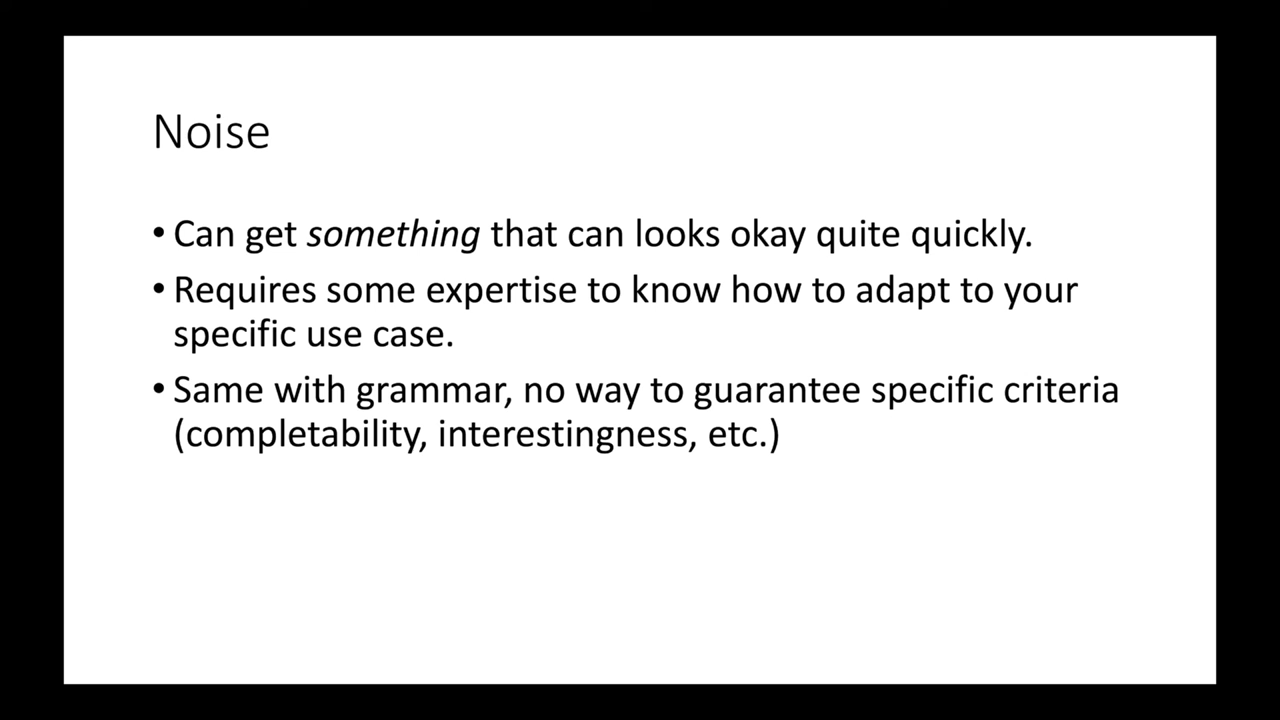 Noise
• Can get something that can looks okay quite quickly.
• Requires some expertise to know how to adapt to your
specific use case.
• Same with grammar, no way to guarantee specific criteria
(completability, interestingness, etc.)